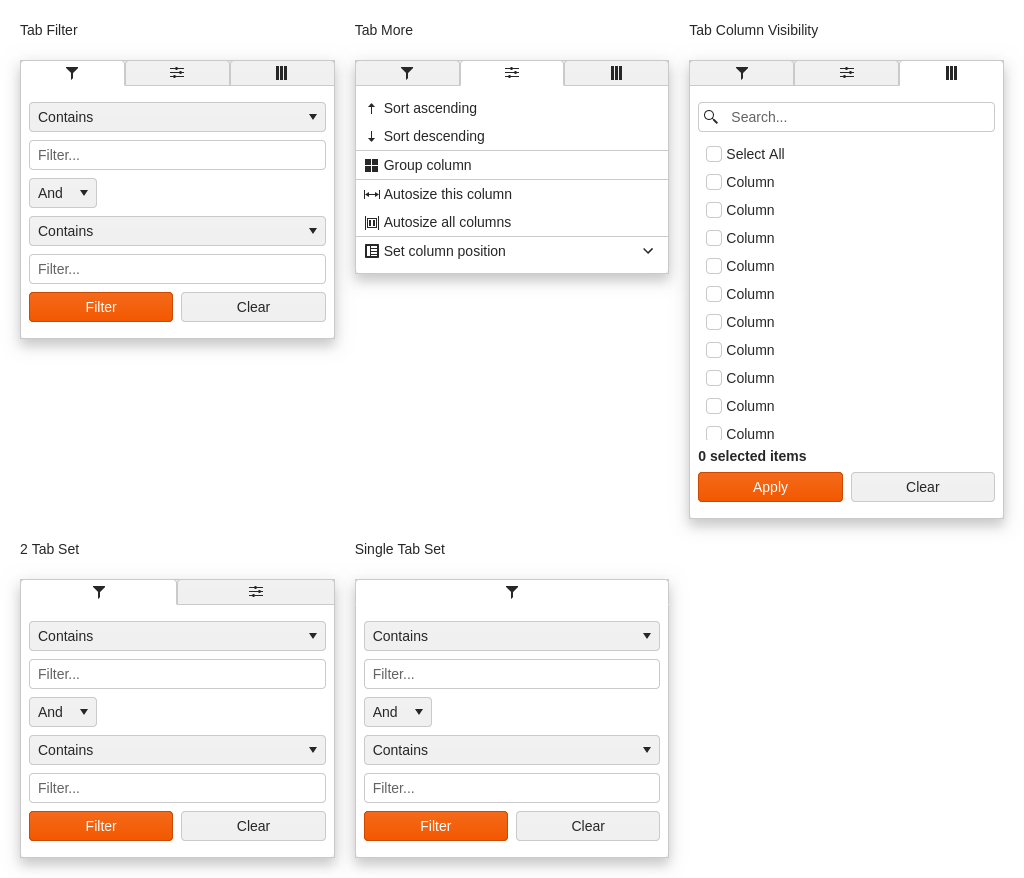 Tab Filter
Contains
Filter...
And
Contains
Filter...
Filter
Clear
Tab More
Sort ascending
Sort descending
Group column
Autosize this column
Autosize all columns
Set column position
Tab Column Visibility
Search...
Select All
Column
Column
Column
Column
Column
Column
Column
Column
Column
Column
0 selected items
Apply
Clear
2 Tab Set
Contains
Filter...
And
Contains
Filter...
Filter
Clear
Single Tab Set
Contains
Filter...
And
Contains
Filter...
Filter
Clear